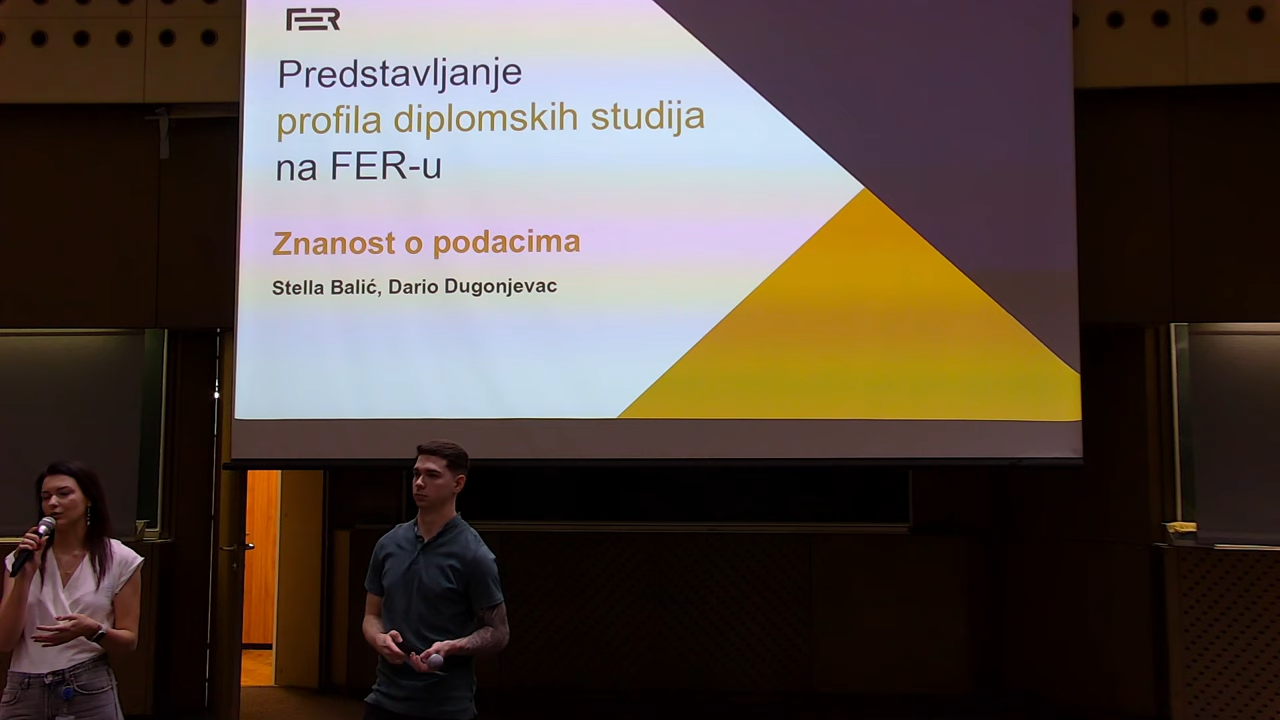 FER
Predstavljanje
profila diplomskih studija
na FER-u
Znanost o podacima
Stella Balić, Dario Dugonjevac